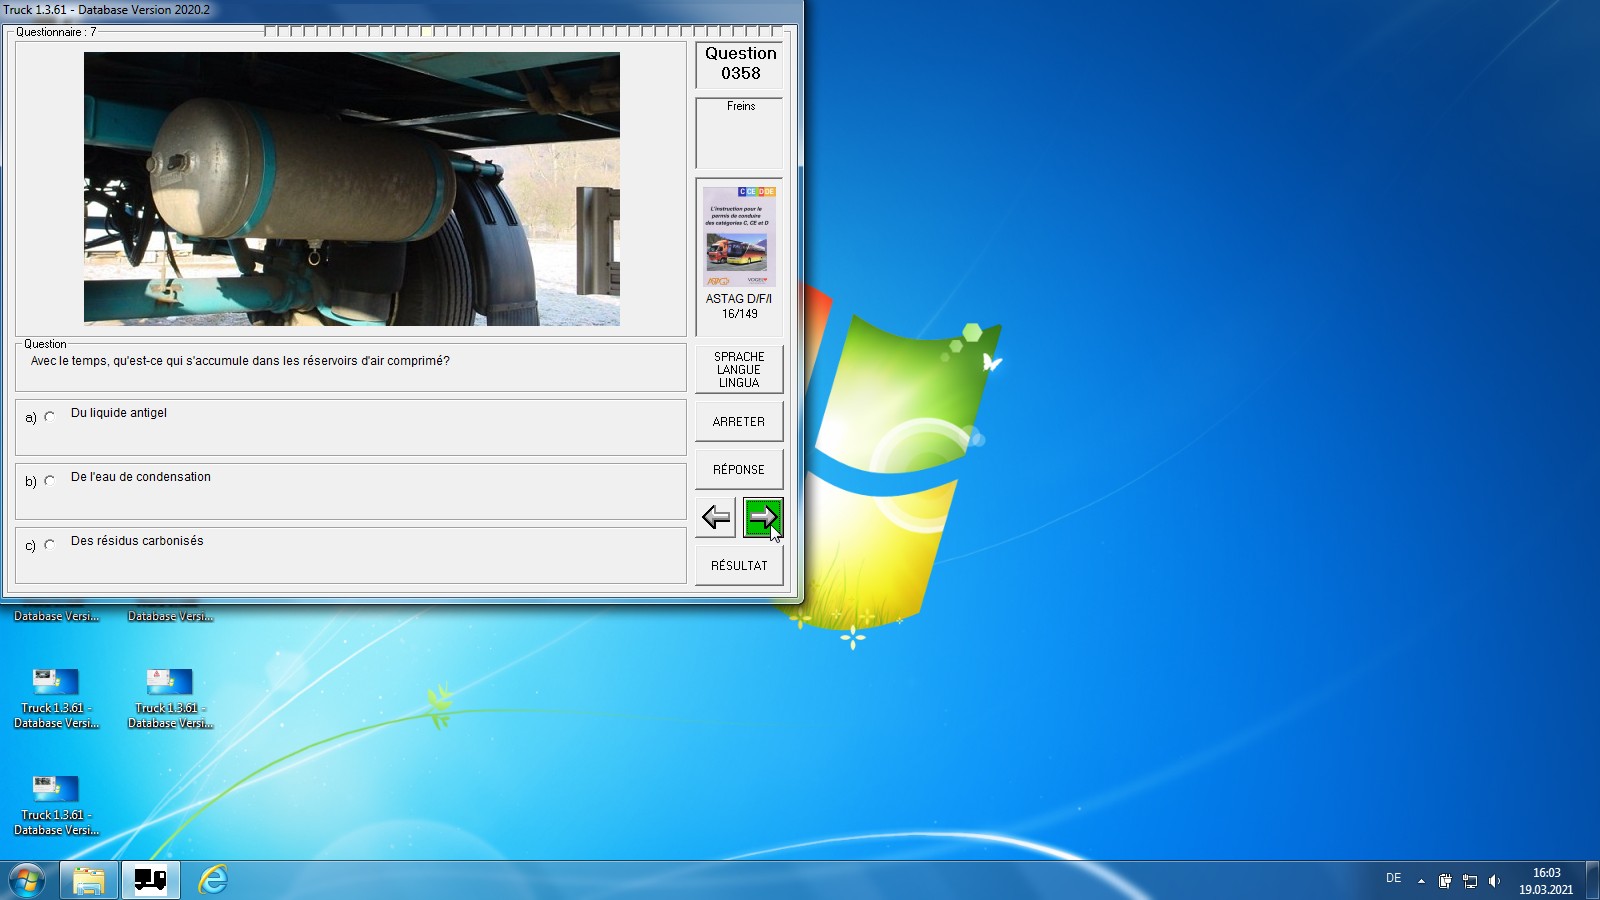 Truck 1.3.61 - Database Version 2020.2
Questionnaire : 7
Question
0358
Freins
C CE D DE
L'instruction pour le
permis de conduire
des catégories C, CE et D
ASTAG D/F/I
16/149
Question
Avec le temps, qu'est-ce qui s'accumule dans les réservoirs d'air comprimé?
SPRACHE
LANGUE
LINGUA
a) Du liquide antigel
ARRETER
b) De l'eau de condensation
RÉPONSE
c) Des résidus carbonisés
RÉSULTAT
Database Versi...
Database Versi...
Truck 1.3.61 -
Database Versi...
Truck 1.3.61 -
Database Versi...
Truck 1.3.61 -
Database Versi...
DE
16:03
19.03.2021